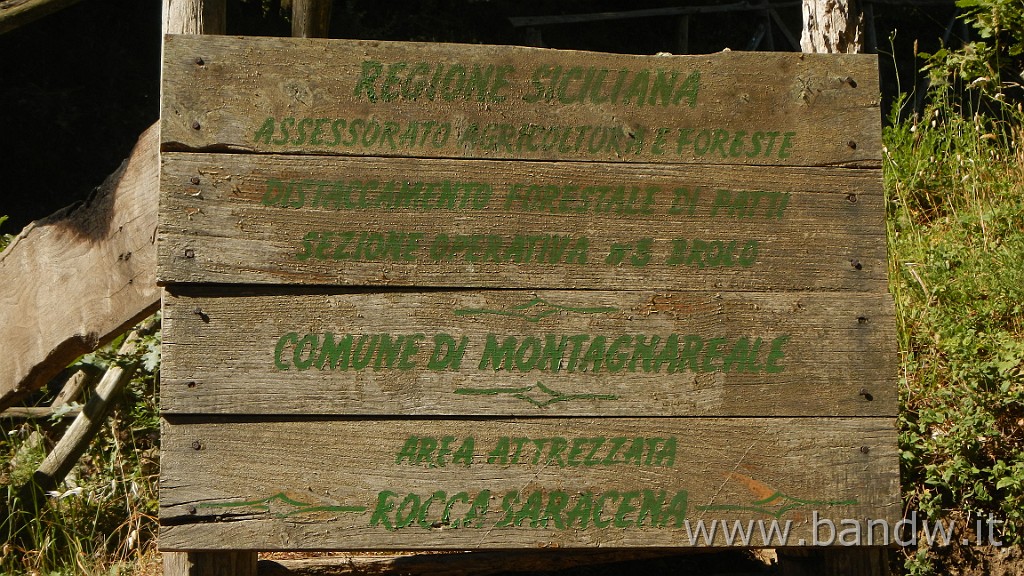 REGIONE SICILIANA
ASSESSORATO AGRICOLTURA E FORESTE
DISTACCAMENTO FORESTALE DI PATTI
SEZIONE OPERATIVA n°3 BROLO
COMUNE DI MONTAGNAREALE
AREA ATTREZZATA
ROCCA SARACENA
www.bandw.it